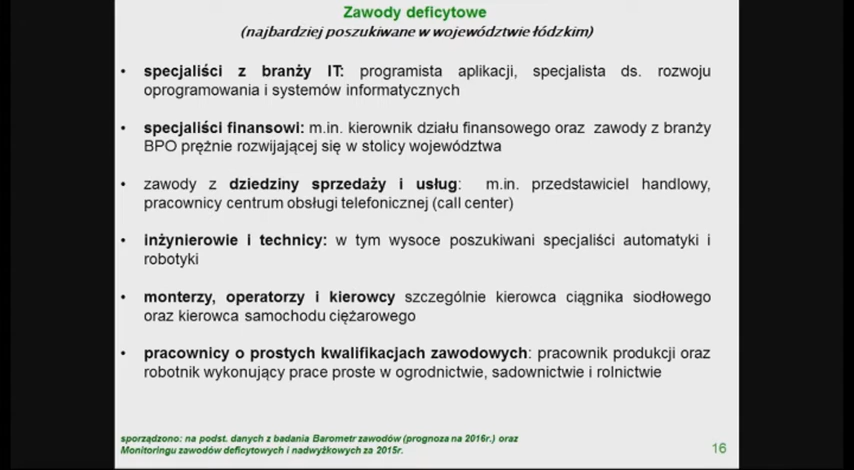 Zawody deficytowe
(najbardziej poszukiwane w województwie łódzkim)
• specjaliści z branży IT: programista aplikacji, specjalista ds. rozwoju
oprogramowania i systemów informatycznych
• specjaliści finansowi: m.in. kierownik działu finansowego oraz zawody z branży
BPO prężnie rozwijającej się w stolicy województwa
• zawody z dziedziny sprzedaży i usług: m.in. przedstawiciel handlowy,
pracownicy centrum obsługi telefonicznej (call center)
• inżynierowie i technicy: w tym wysoce poszukiwani specjaliści automatyki i
robotyki
• monterzy, operatorzy i kierowcy szczególnie kierowca ciągnika siodłowego
oraz kierowca samochodu ciężarowego
• pracownicy o prostych kwalifikacjach zawodowych: pracownik produkcji oraz
robotnik wykonujący prace proste w ogrodnictwie, sadownictwie i rolnictwie
sporządzono: na podst. danych z badania Barometr zawodów (prognoza na 2016r.) oraz
Monitoringu zawodów deficytowych i nadwyżkowych za 2015r.
16